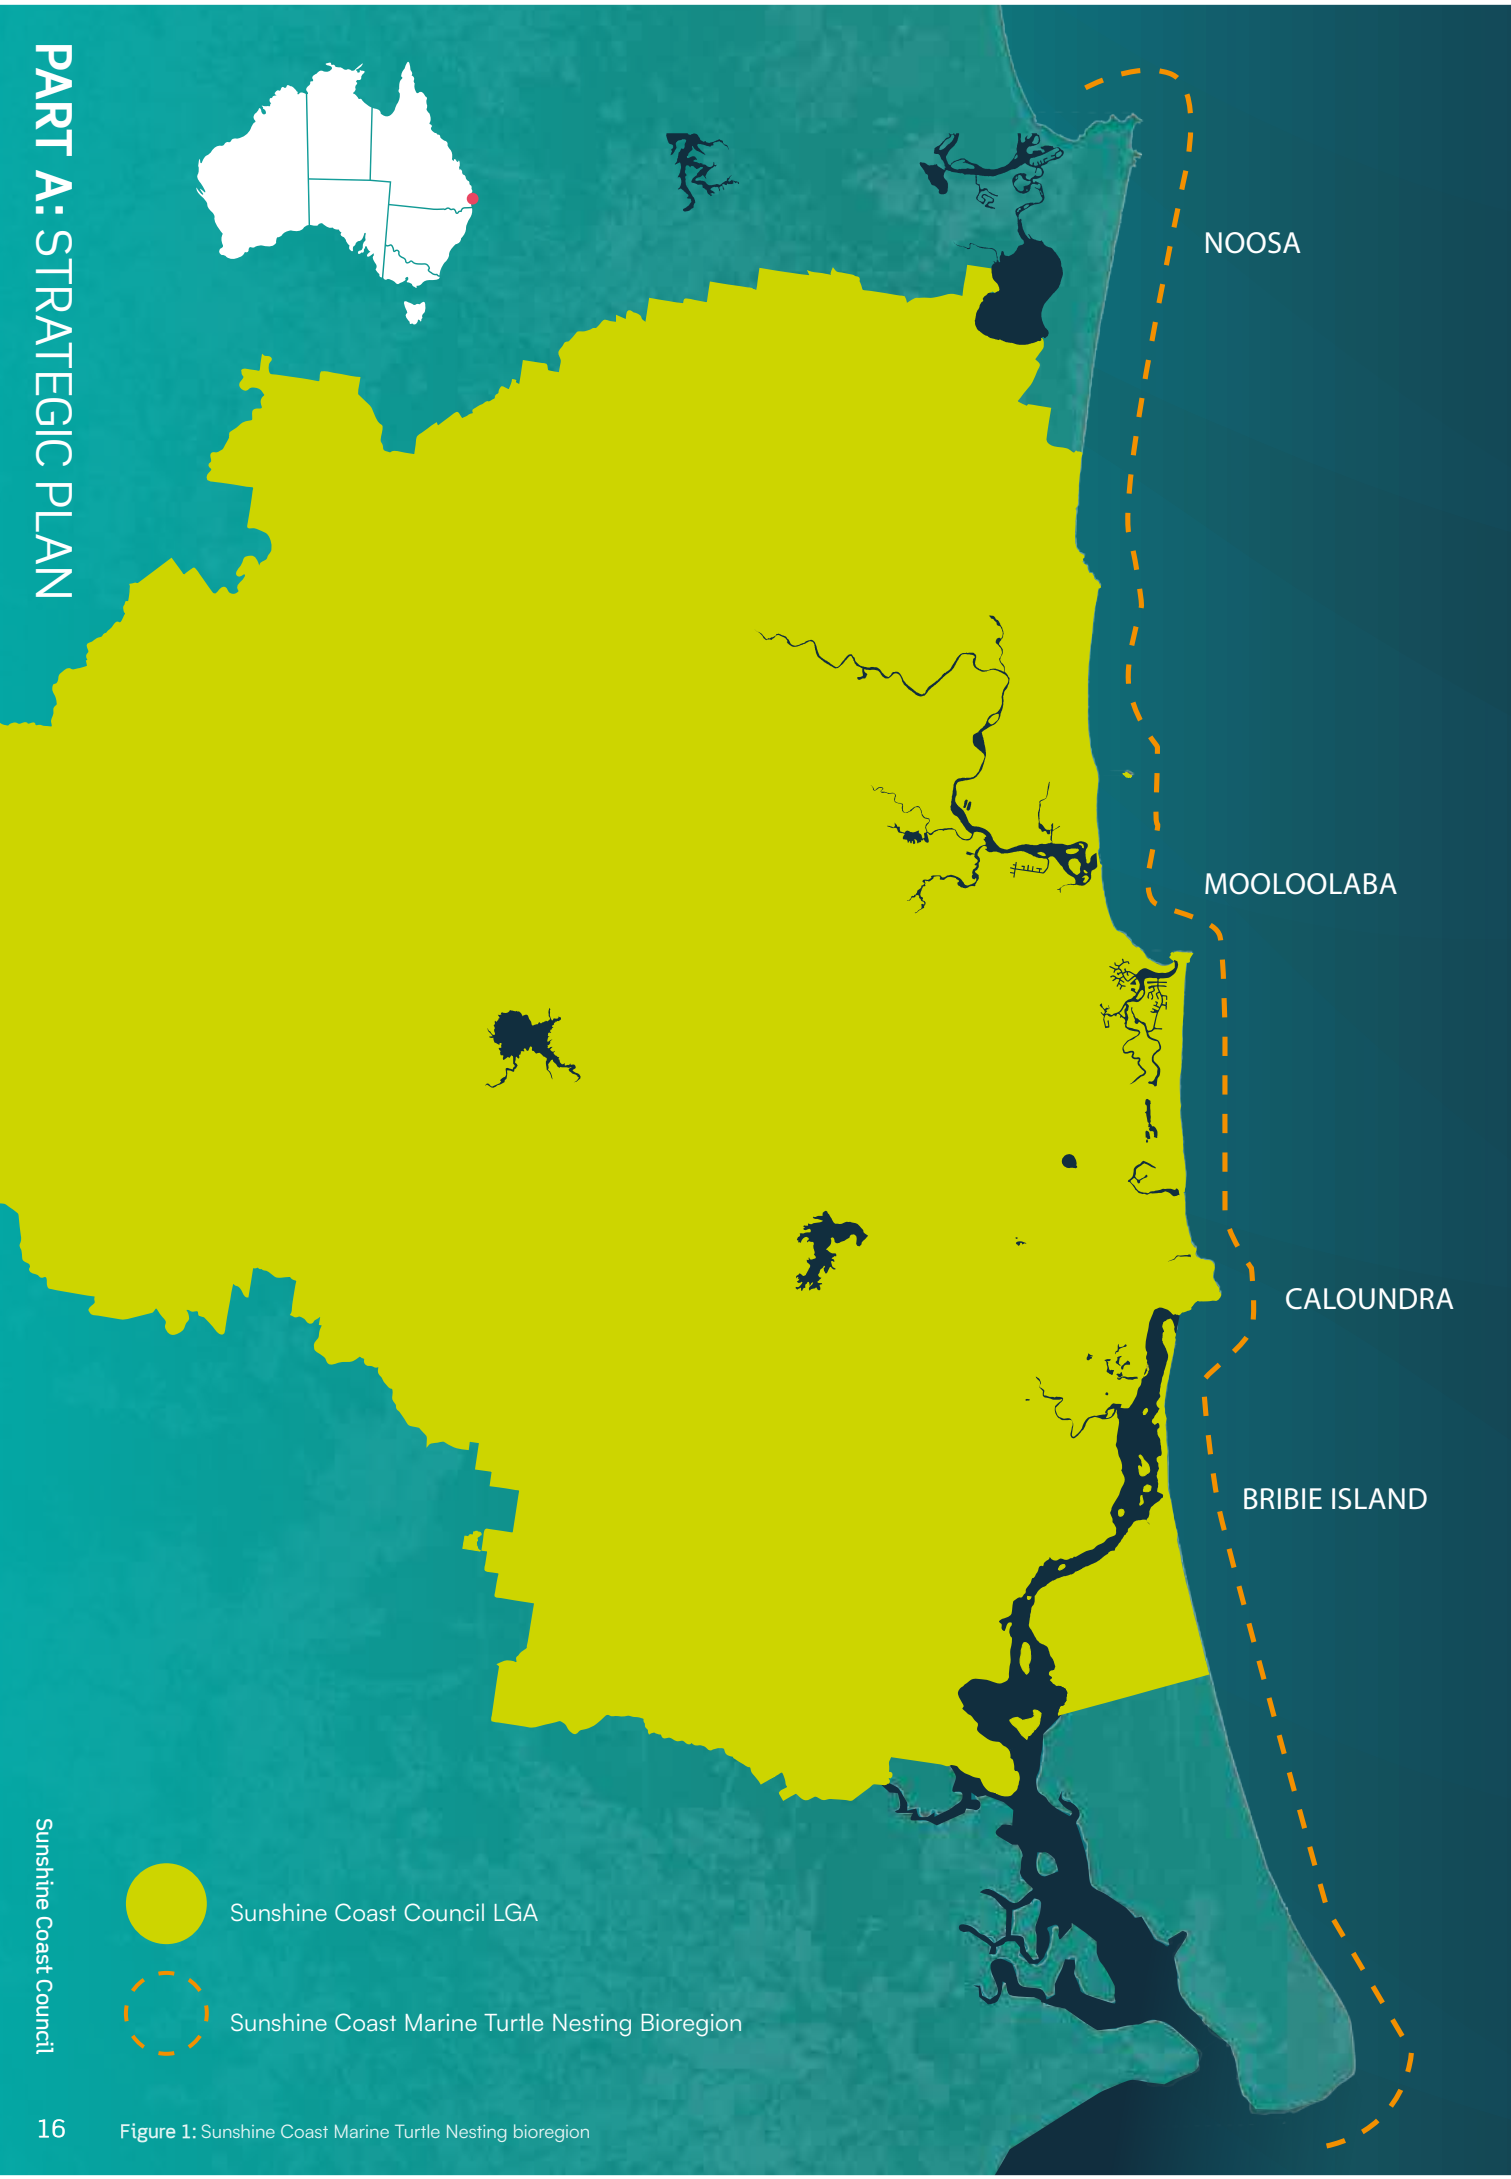 PART A: STRATEGIC PLAN
NOOSA
MOOLOOLABA
CALOUNDRA
BRIBIE ISLAND
Sunshine Coast Council LGA
Sunshine Coast Marine Turtle Nesting Bioregion
Sunshine Coast Council
16
Figure 1: Sunshine Coast Marine Turtle Nesting bioregion